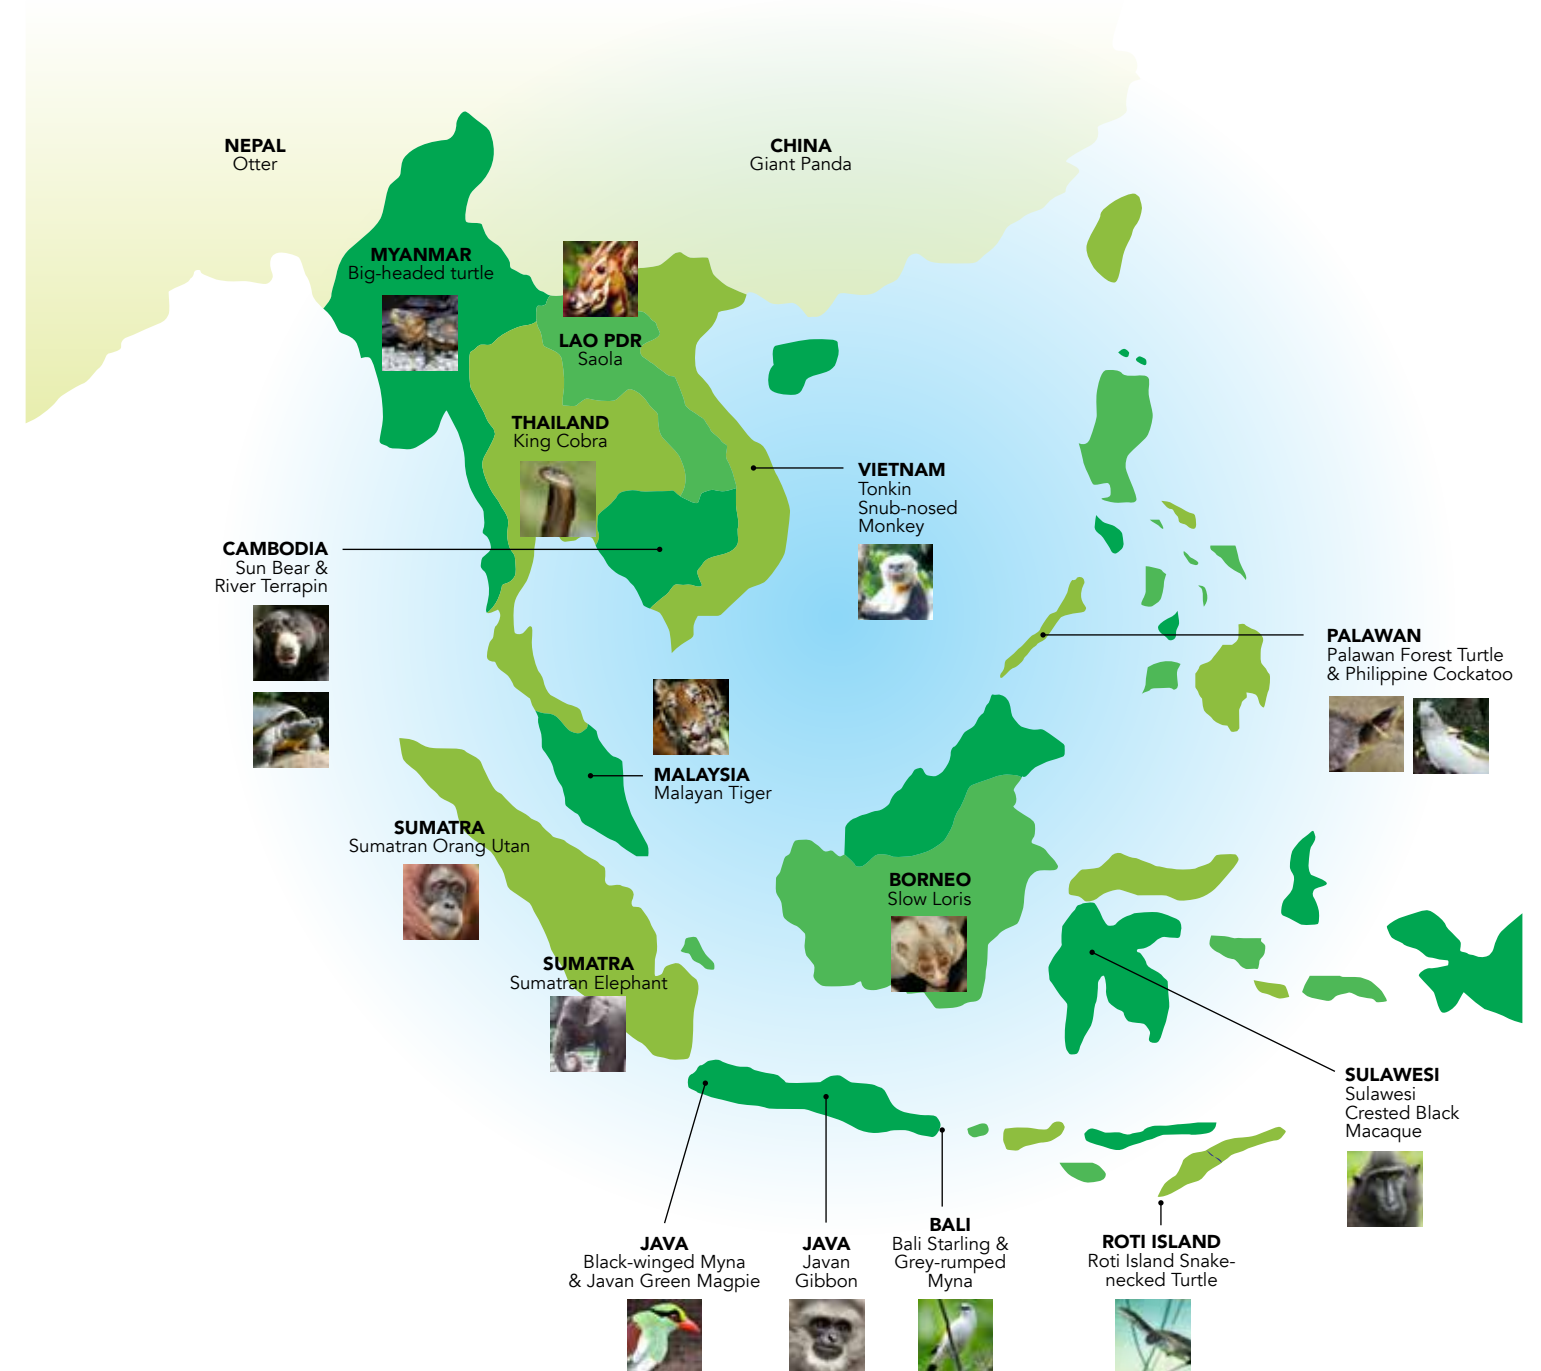 NEPAL
Otter
CHINA
Giant Panda
MYANMAR
Big-headed turtle
LAO PDR
Saola
THAILAND
King Cobra
VIETNAM
Tonkin
Snub-nosed
Monkey
CAMBODIA
Sun Bear &
River Terrapin
PALAWAN
Palawan Forest Turtle
& Philippine Cockatoo
MALAYSIA
Malayan Tiger
SUMATRA
Sumatran Orang Utan
BORNEO
Slow Loris
SUMATRA
Sumatran Elephant
SULAWESI
Sulawesi
Crested Black
Macaque
JAVA
Black-winged Myna
& Javan Green Magpie
JAVA
Javan
Gibbon
BALI
Bali Starling &
Grey-rumped
Myna
ROTI ISLAND
Roti Island Snake-
necked Turtle